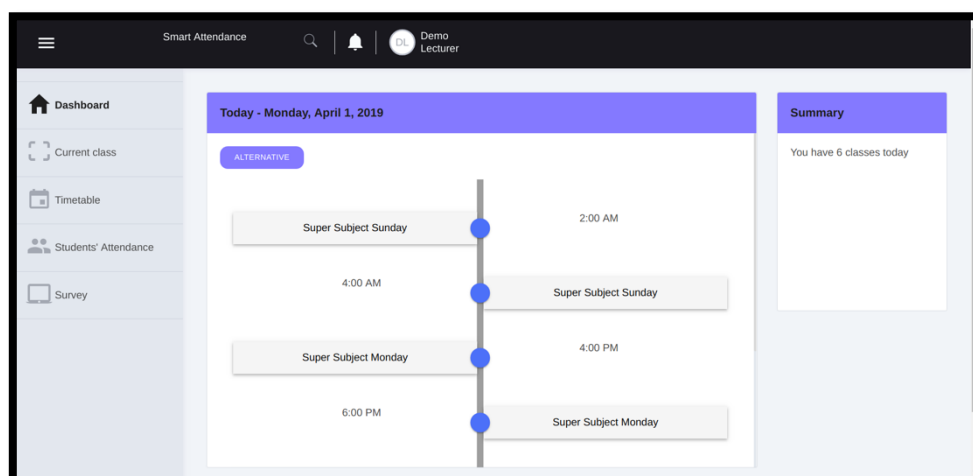 Smart Attendance
DL
Demo
Lecturer
Dashboard
Current class
Timetable
Students' Attendance
Survey
Today - Monday, April 1, 2019
ALTERNATIVE
Super Subject Sunday
2:00 AM
4:00 AM
Super Subject Sunday
Super Subject Monday
4:00 PM
6:00 PM
Super Subject Monday
Summary
You have 6 classes today